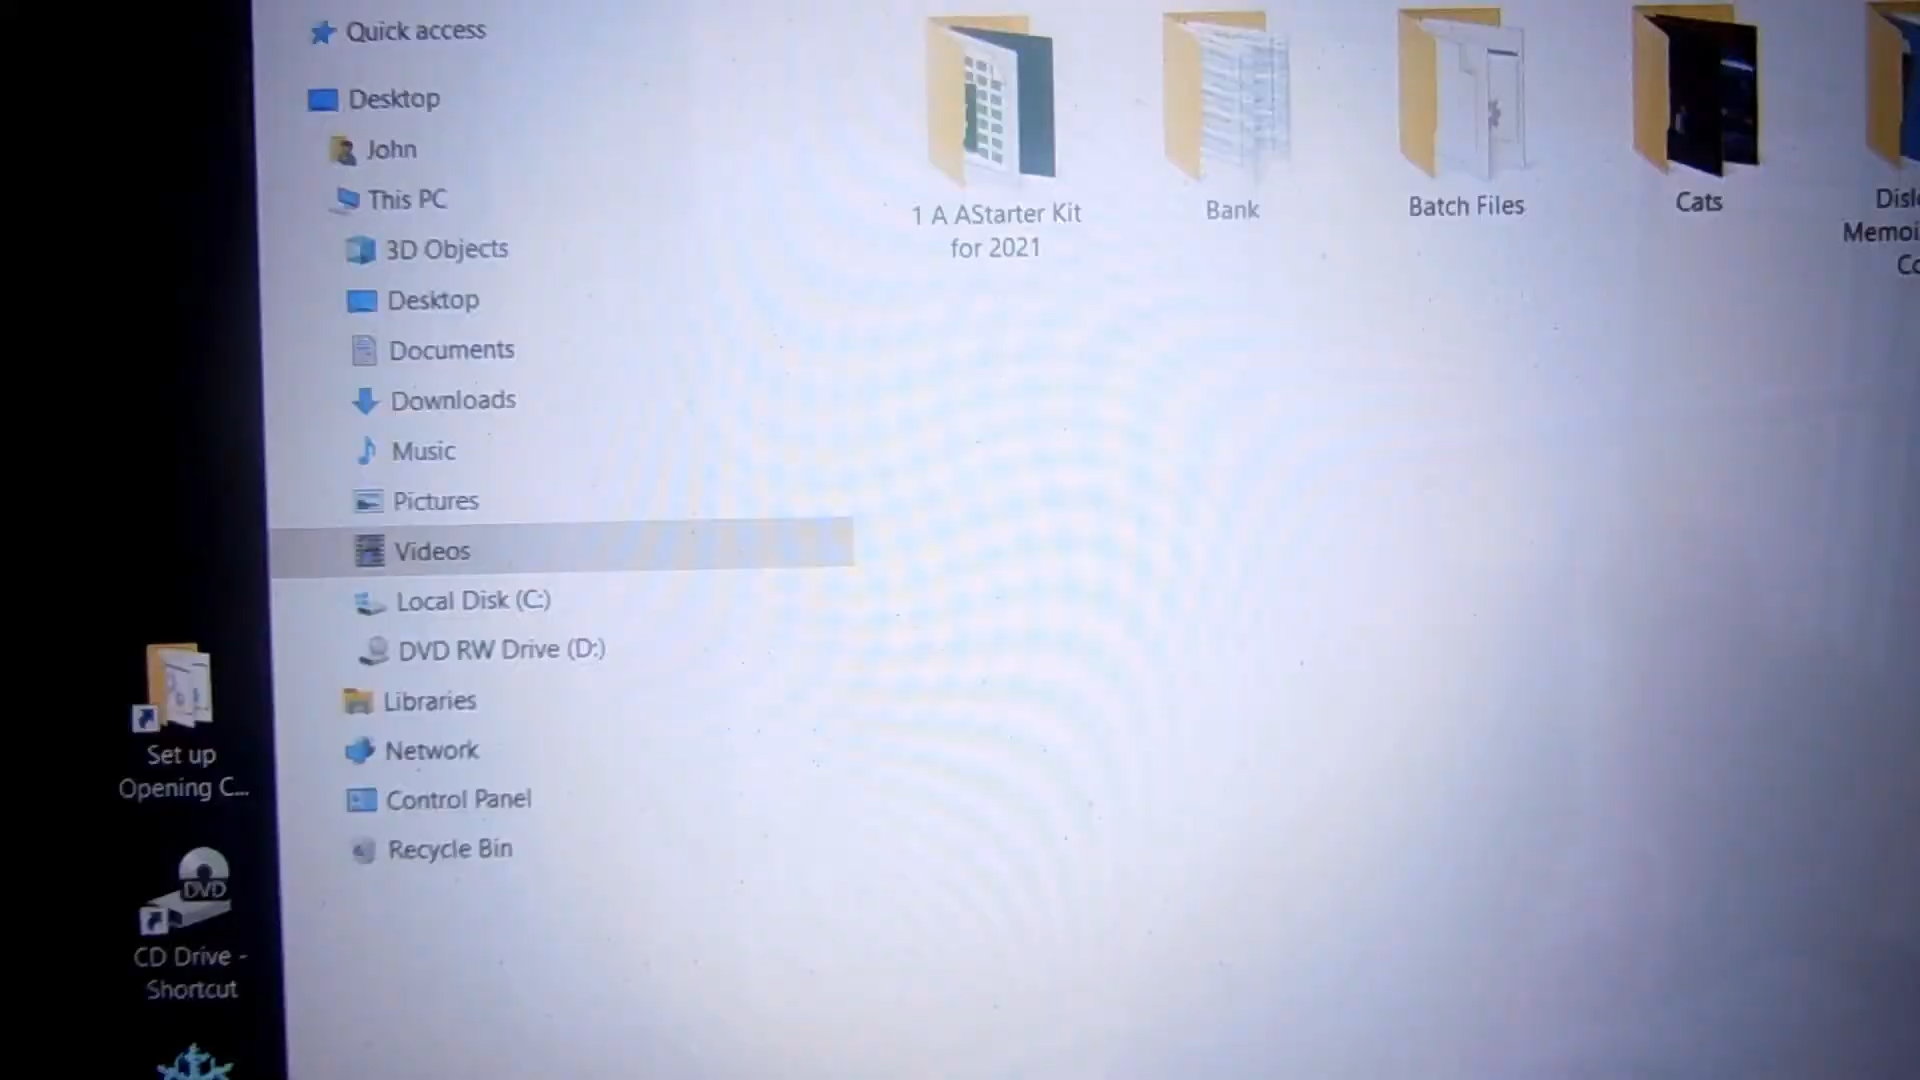 Quick access
Desktop
John
This PC
3D Objects
Desktop
Documents
Downloads
Music
Pictures
Videos
Local Disk (C:)
DVD RW Drive (D:)
Libraries
Network
Control Panel
Recycle Bin
1 A AStarter Kit
for 2021
Bank
Batch Files
Cats
Set up
Opening C...
DVD
CD Drive -
Shortcut